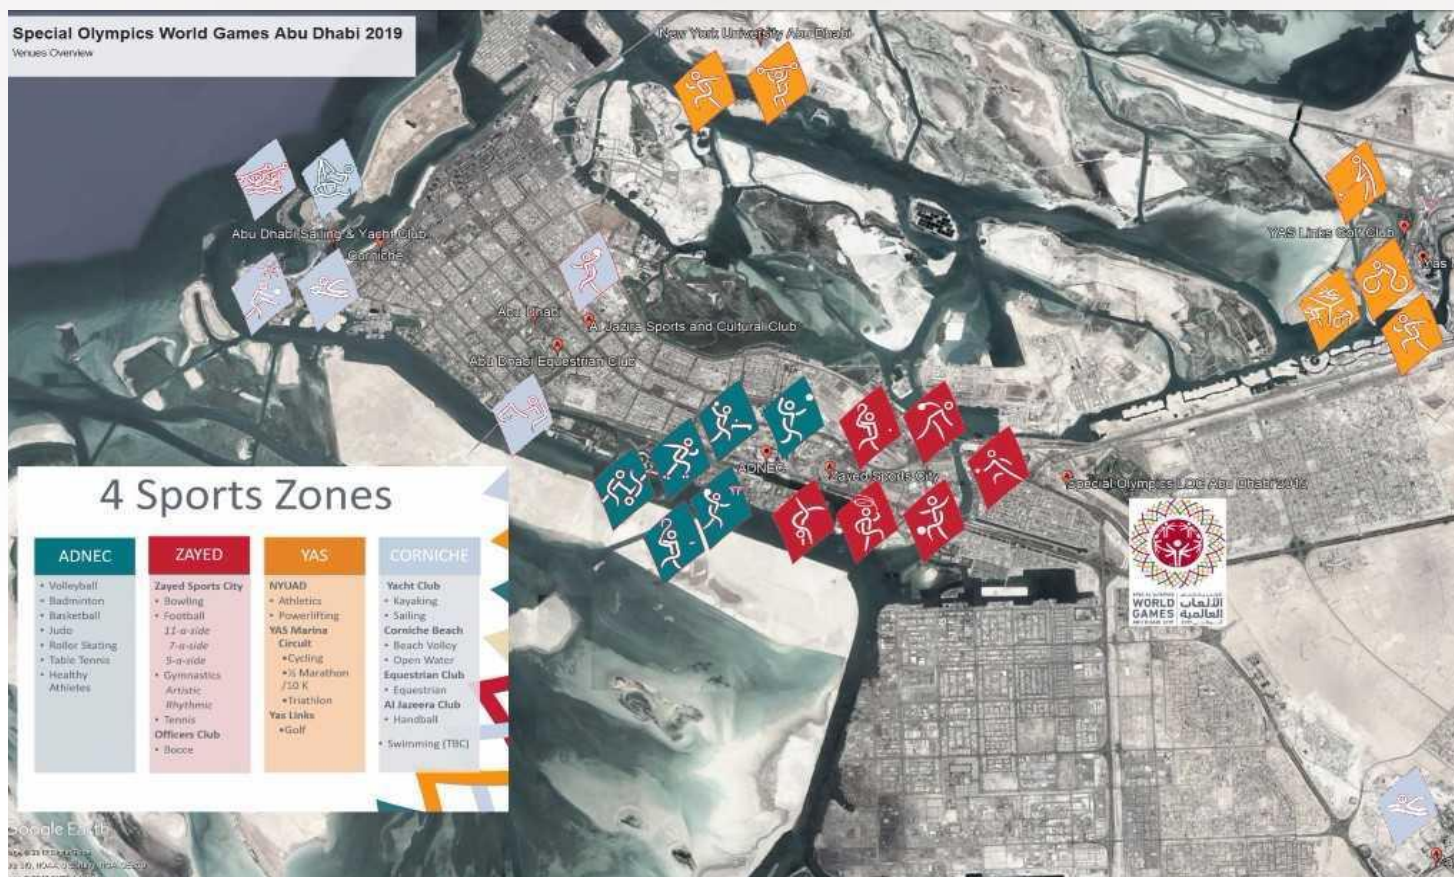 Special Olympics World Games Abu Dhabi 2019
Venues Overview
New York University Abu Dhabi
YAS Links Golf Club
Yas
Abu Dhabi Sailing & Yacht Club
Corniche
Abu Dhabi
Al Jazira Sports and Cultural Club
Abu Dhabi Equestrian Club
ADNEC
Zayed Sports City
Special Olympics LOC Abu Dhabi 2019
WORLD
GAMES
الألعاب
العالمية
4 Sports Zones
ADNEC
• Volleyball
• Badminton
• Basketball
• Judo
• Roller Skating
• Table Tennis
• Healthy
Athletes
ZAYED
Zayed Sports City
• Bowling
• Football
11-a-side
7-a-side
5-a-side
• Gymnastics
Artistic
Rhythmic
• Tennis
Officers Club
• Bocce
YAS
NYUAD
• Athletics
• Powerlifting
YAS Marina
Circuit
•Cycling
•½ Marathon
/10 K
•Triathlon
Yas Links
•Golf
CORNICHE
Yacht Club
• Kayaking
• Sailing
Corniche Beach
• Beach Volley
• Open Water
Equestrian Club
• Equestrian
Al Jazeera Club
• Handball
• Swimming (TBC)
Google Earth